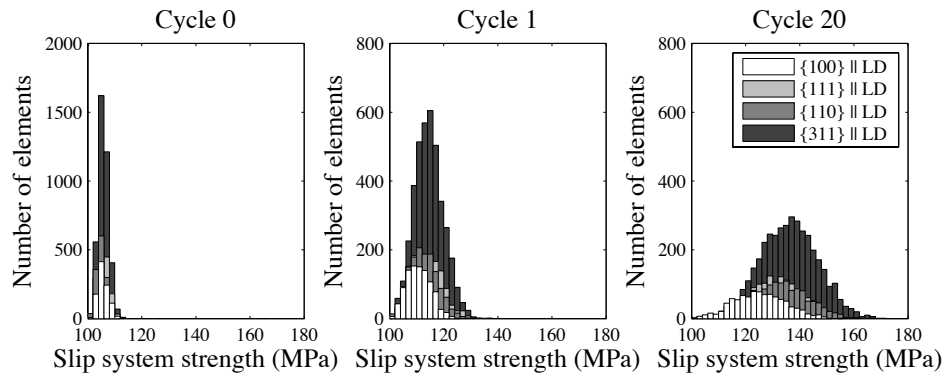 Cycle 0
Cycle 1
Cycle 20
2000
1500
1000
500
0
Number of elements
100
120
140
160
180
Slip system strength (MPa)
800
600
400
200
0
Number of elements
100
120
140
160
180
Slip system strength (MPa)
800
600
400
200
0
Number of elements
100
120
140
160
180
Slip system strength (MPa)
{100} || LD
{111} || LD
{110} || LD
{311} || LD